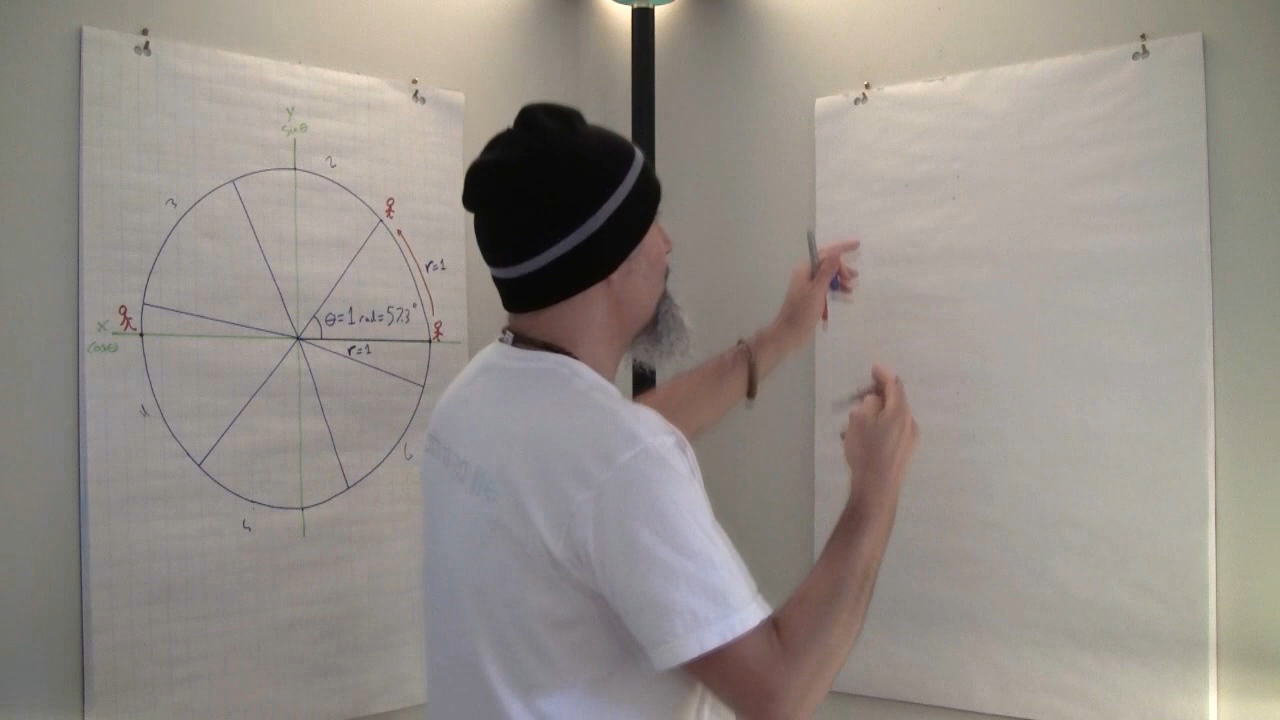 Y
sinθ
2
3
r=1
θ=1 rad=57.3°
r=1
X
cosθ
4
6
5